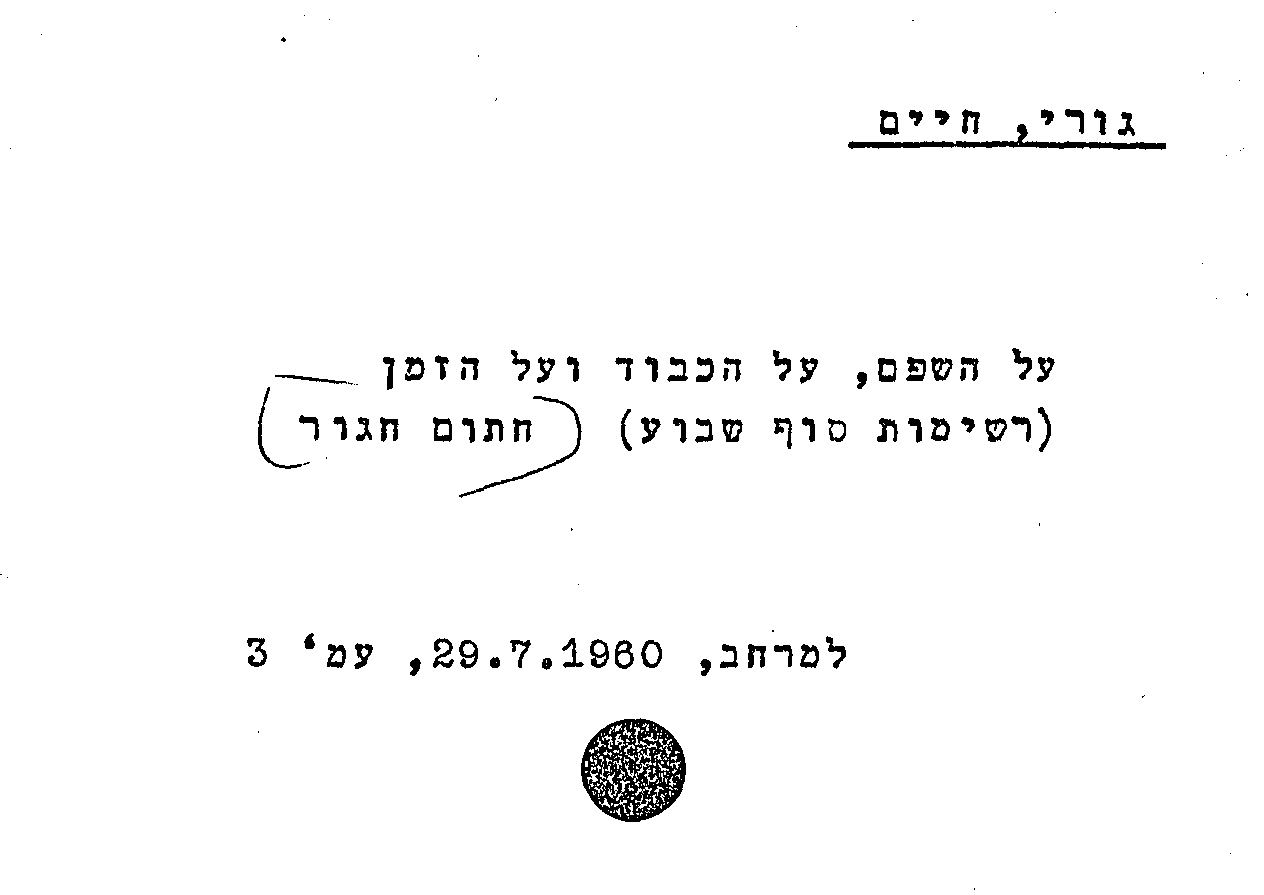 גורי, חיים
על השפם, על הכבוד ועל הזמן
(רשימות סוף שבוע) (חתום חגור)
למרחב, 29.7.1960, עמ' 3